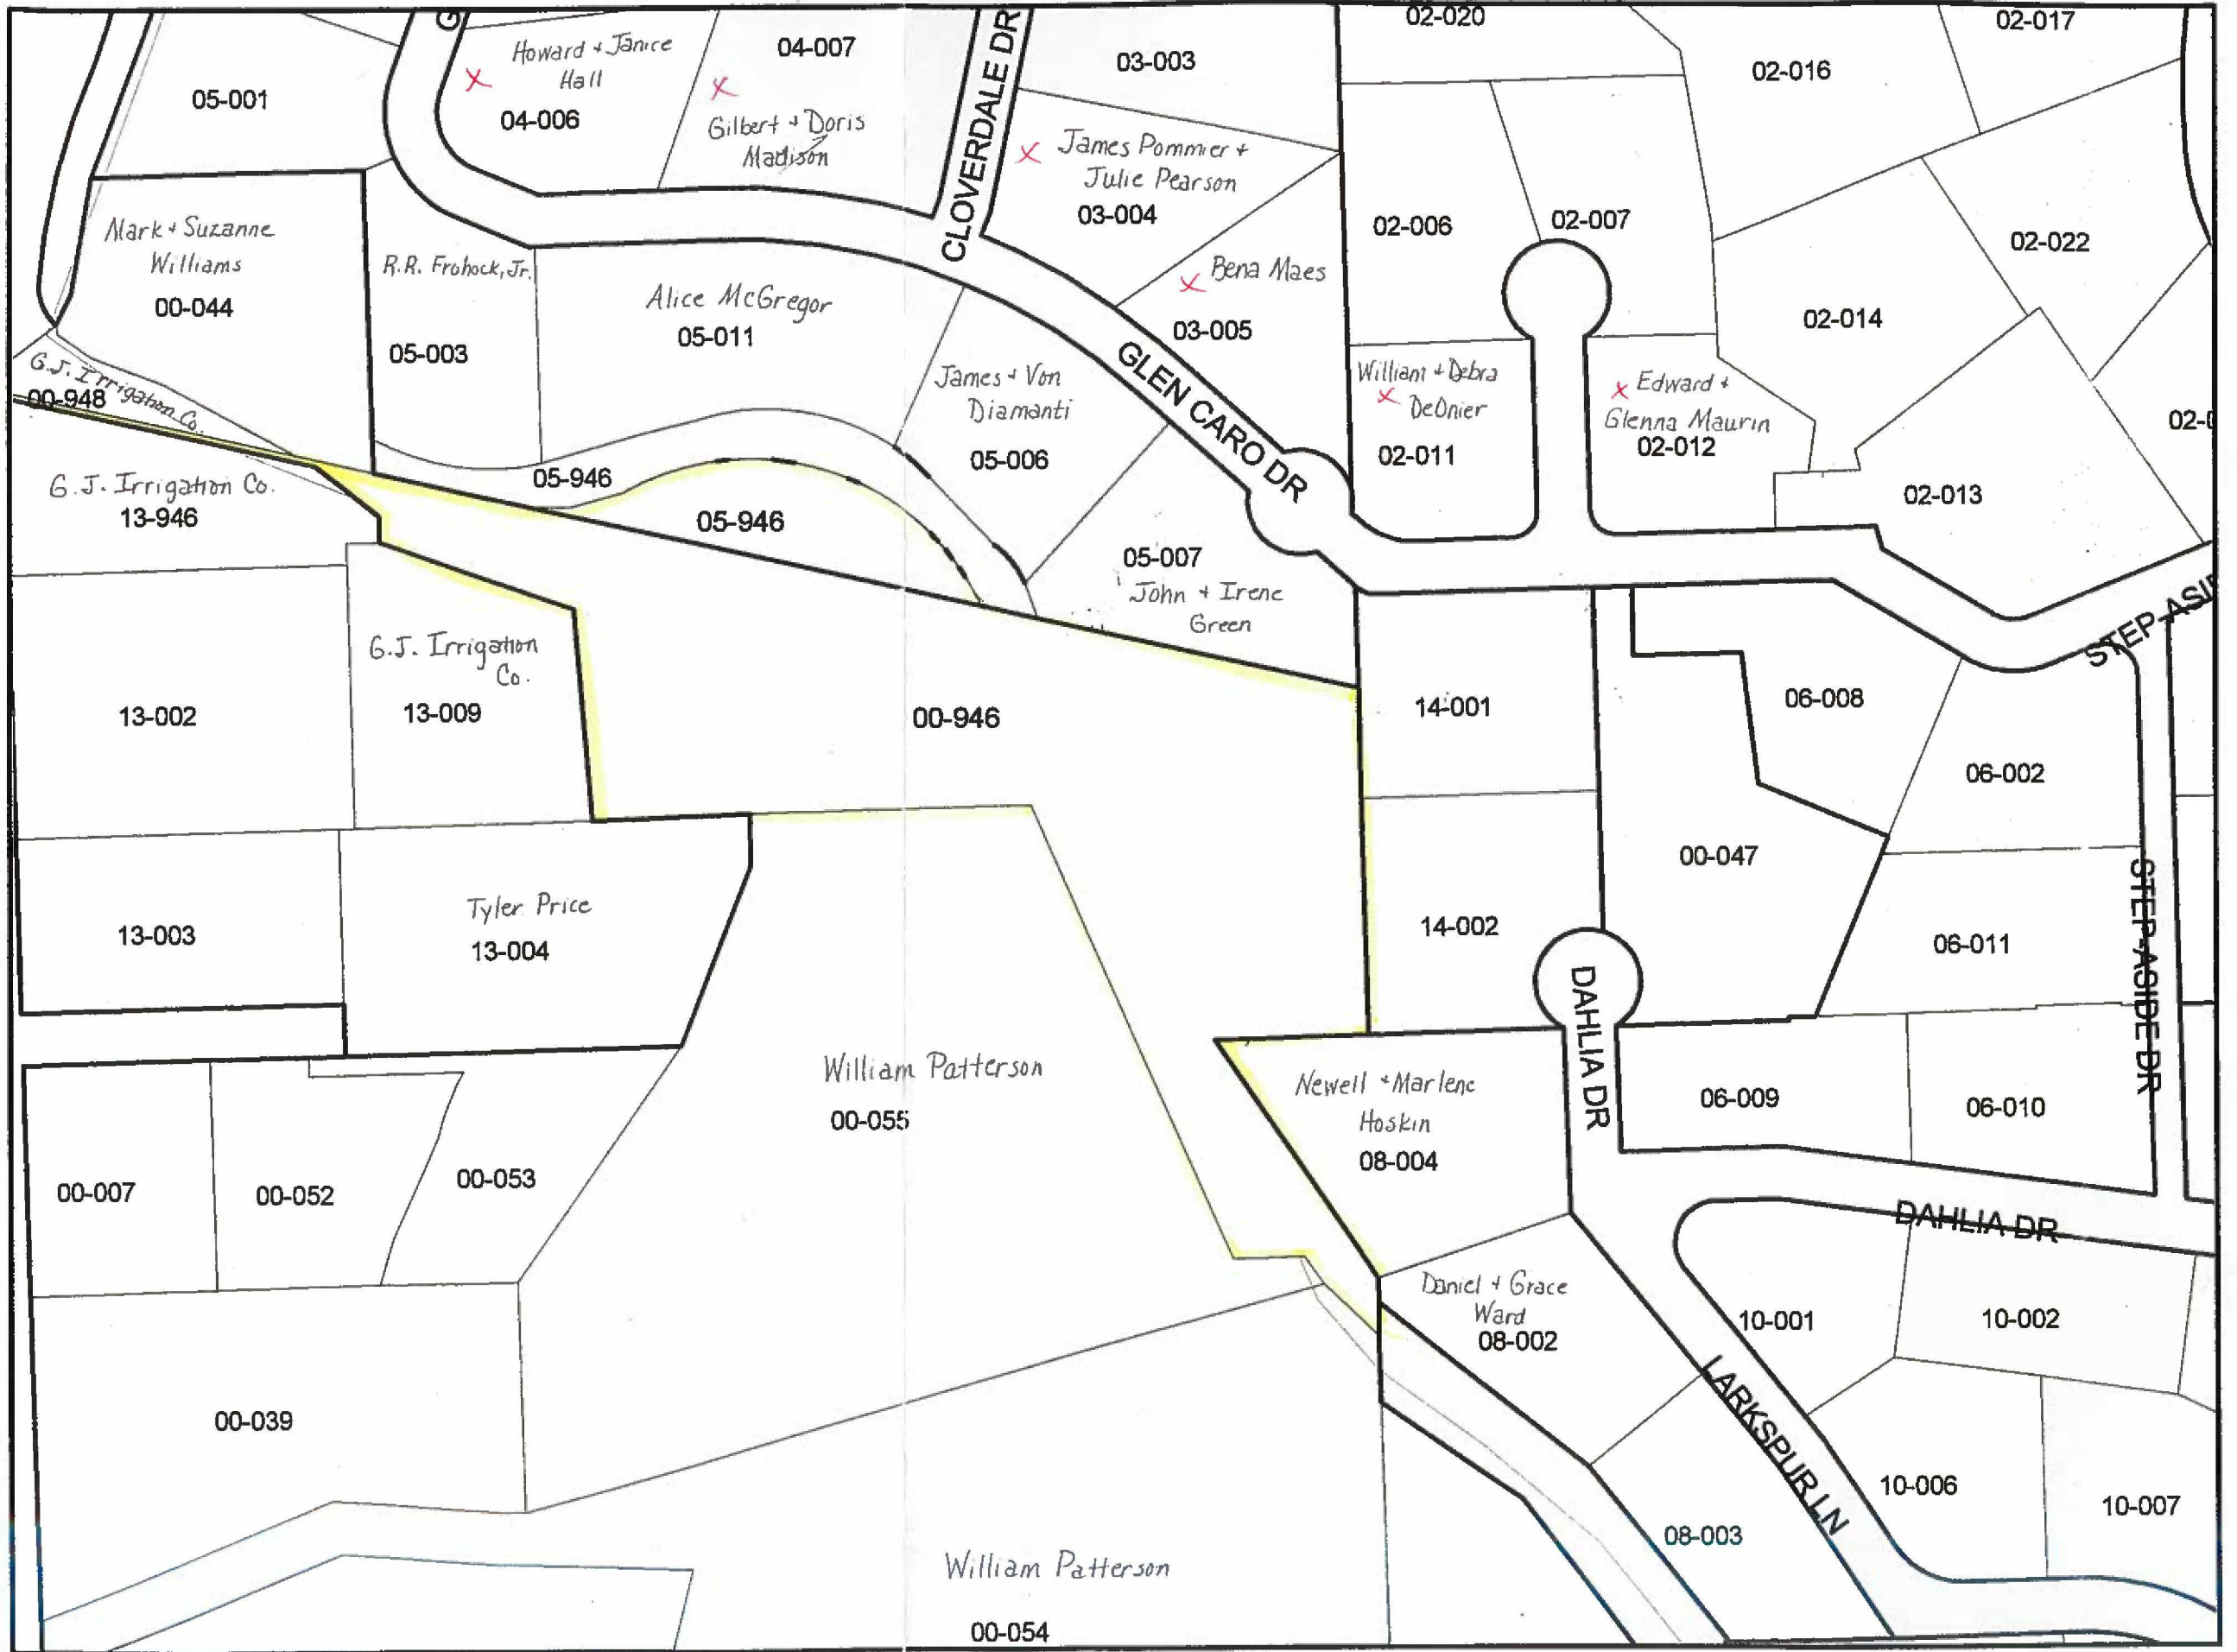 02-020
02-017
G
Howard + Janice
Hall
04-006
04-007
Gilbert + Doris
Madison
CLOVERDALE DR
03-003
02-016
05-001
James Pommier +
Julie Pearson
03-004
02-006
02-007
02-022
Mark + Suzanne
Williams
00-044
R.R. Frohock, Jr.
05-003
Alice McGregor
05-011
Bena Maes
03-005
02-014
G.J. Irrigation Co.
00-948
James + Von
Diamanti
05-006
GLEN CARO DR
William + Debra
DeOnier
02-011
Edward +
Glenna Maurin
02-012
02-0
02-013
G.J. Irrigation Co.
13-946
05-946
05-946
05-007
John + Irene
Green
STEP-ASID
G.J. Irrigation
Co.
13-009
13-002
00-946
14-001
06-008
06-002
00-047
STEP-ASIDE DR
Tyler Price
13-004
13-003
14-002
06-011
DAHLIA DR
William Patterson
00-055
Newell + Marlene
Hoskin
08-004
06-009
06-010
00-007
00-052
00-053
DAHLIA DR
Daniel + Grace
Ward
08-002
10-001
10-002
00-039
LARKSPUR LN
10-006
10-007
08-003
William Patterson
00-054